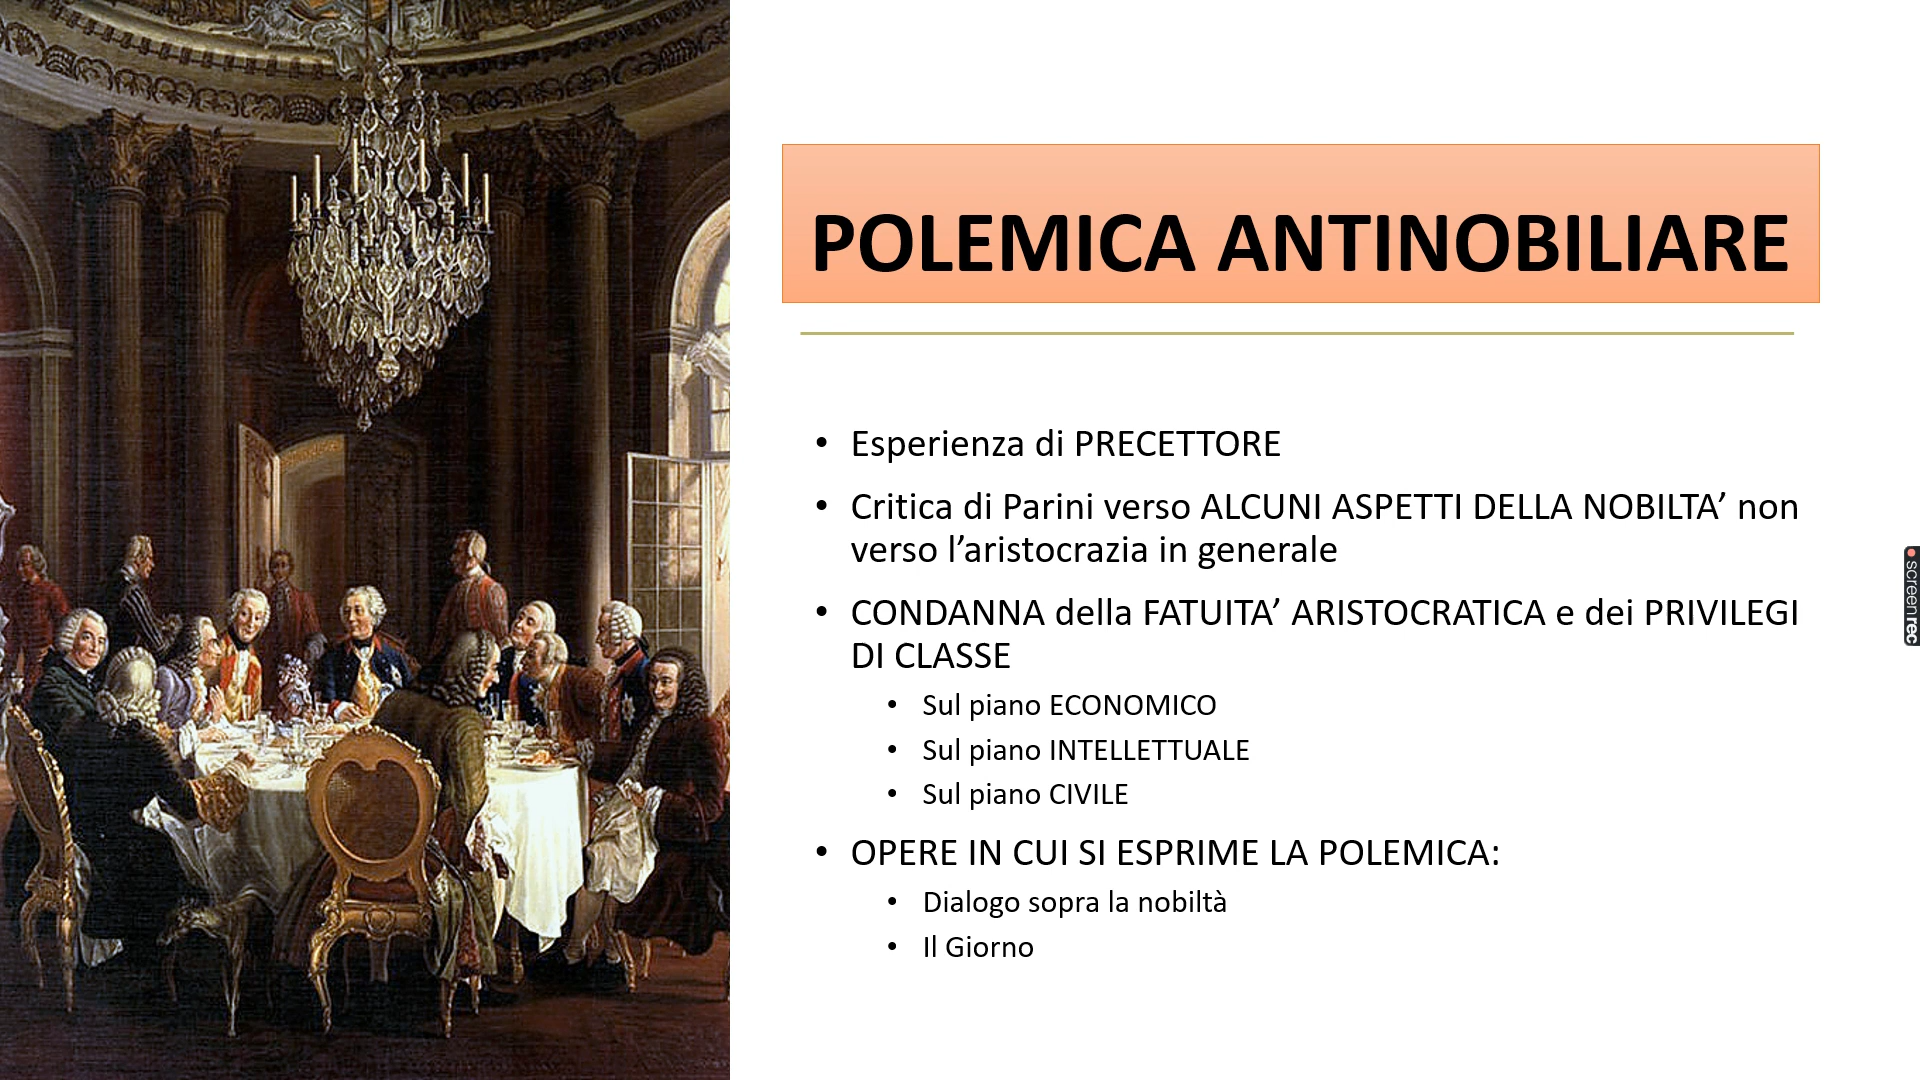 POLEMICA ANTINOBILIARE
• Esperienza di PRECETTORE
• Critica di Parini verso ALCUNI ASPETTI DELLA NOBILTA’ non
verso l’aristocrazia in generale
• CONDANNA della FATUITA’ ARISTOCRATICA e dei PRIVILEGI
DI CLASSE
• Sul piano ECONOMICO
• Sul piano INTELLETTUALE
• Sul piano CIVILE
• OPERE IN CUI SI ESPRIME LA POLEMICA:
• Dialogo sopra la nobiltà
• Il Giorno
screenrec